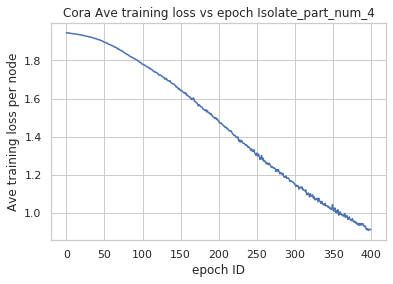 Cora Ave training loss vs epoch Isolate_part_num_4
Ave training loss per node
1.8
1.6
1.4
1.2
1.0
0 50 100 150 200 250 300 350 400
epoch ID